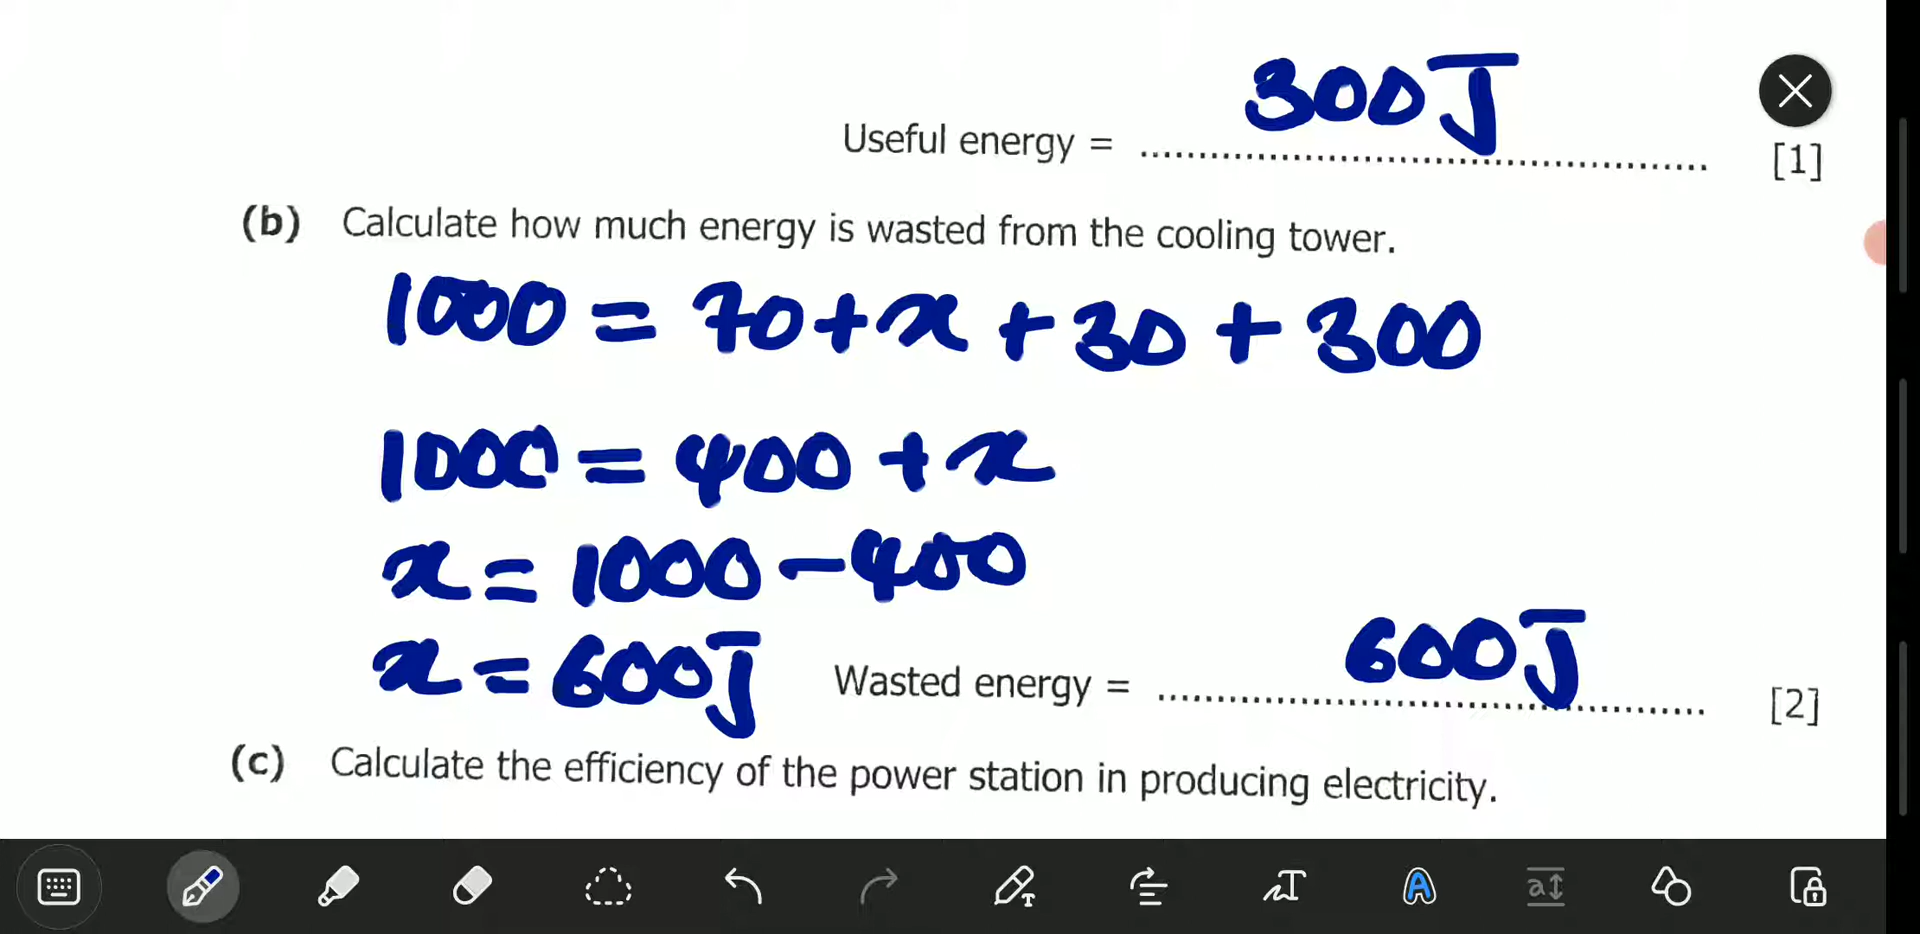 Useful energy = 300J [1]
(b) Calculate how much energy is wasted from the cooling tower.
1000 = 70 + x + 30 + 300
1000 = 400 + x
x = 1000 - 400
x = 600J
Wasted energy = 600J [2]
(c) Calculate the efficiency of the power station in producing electricity.